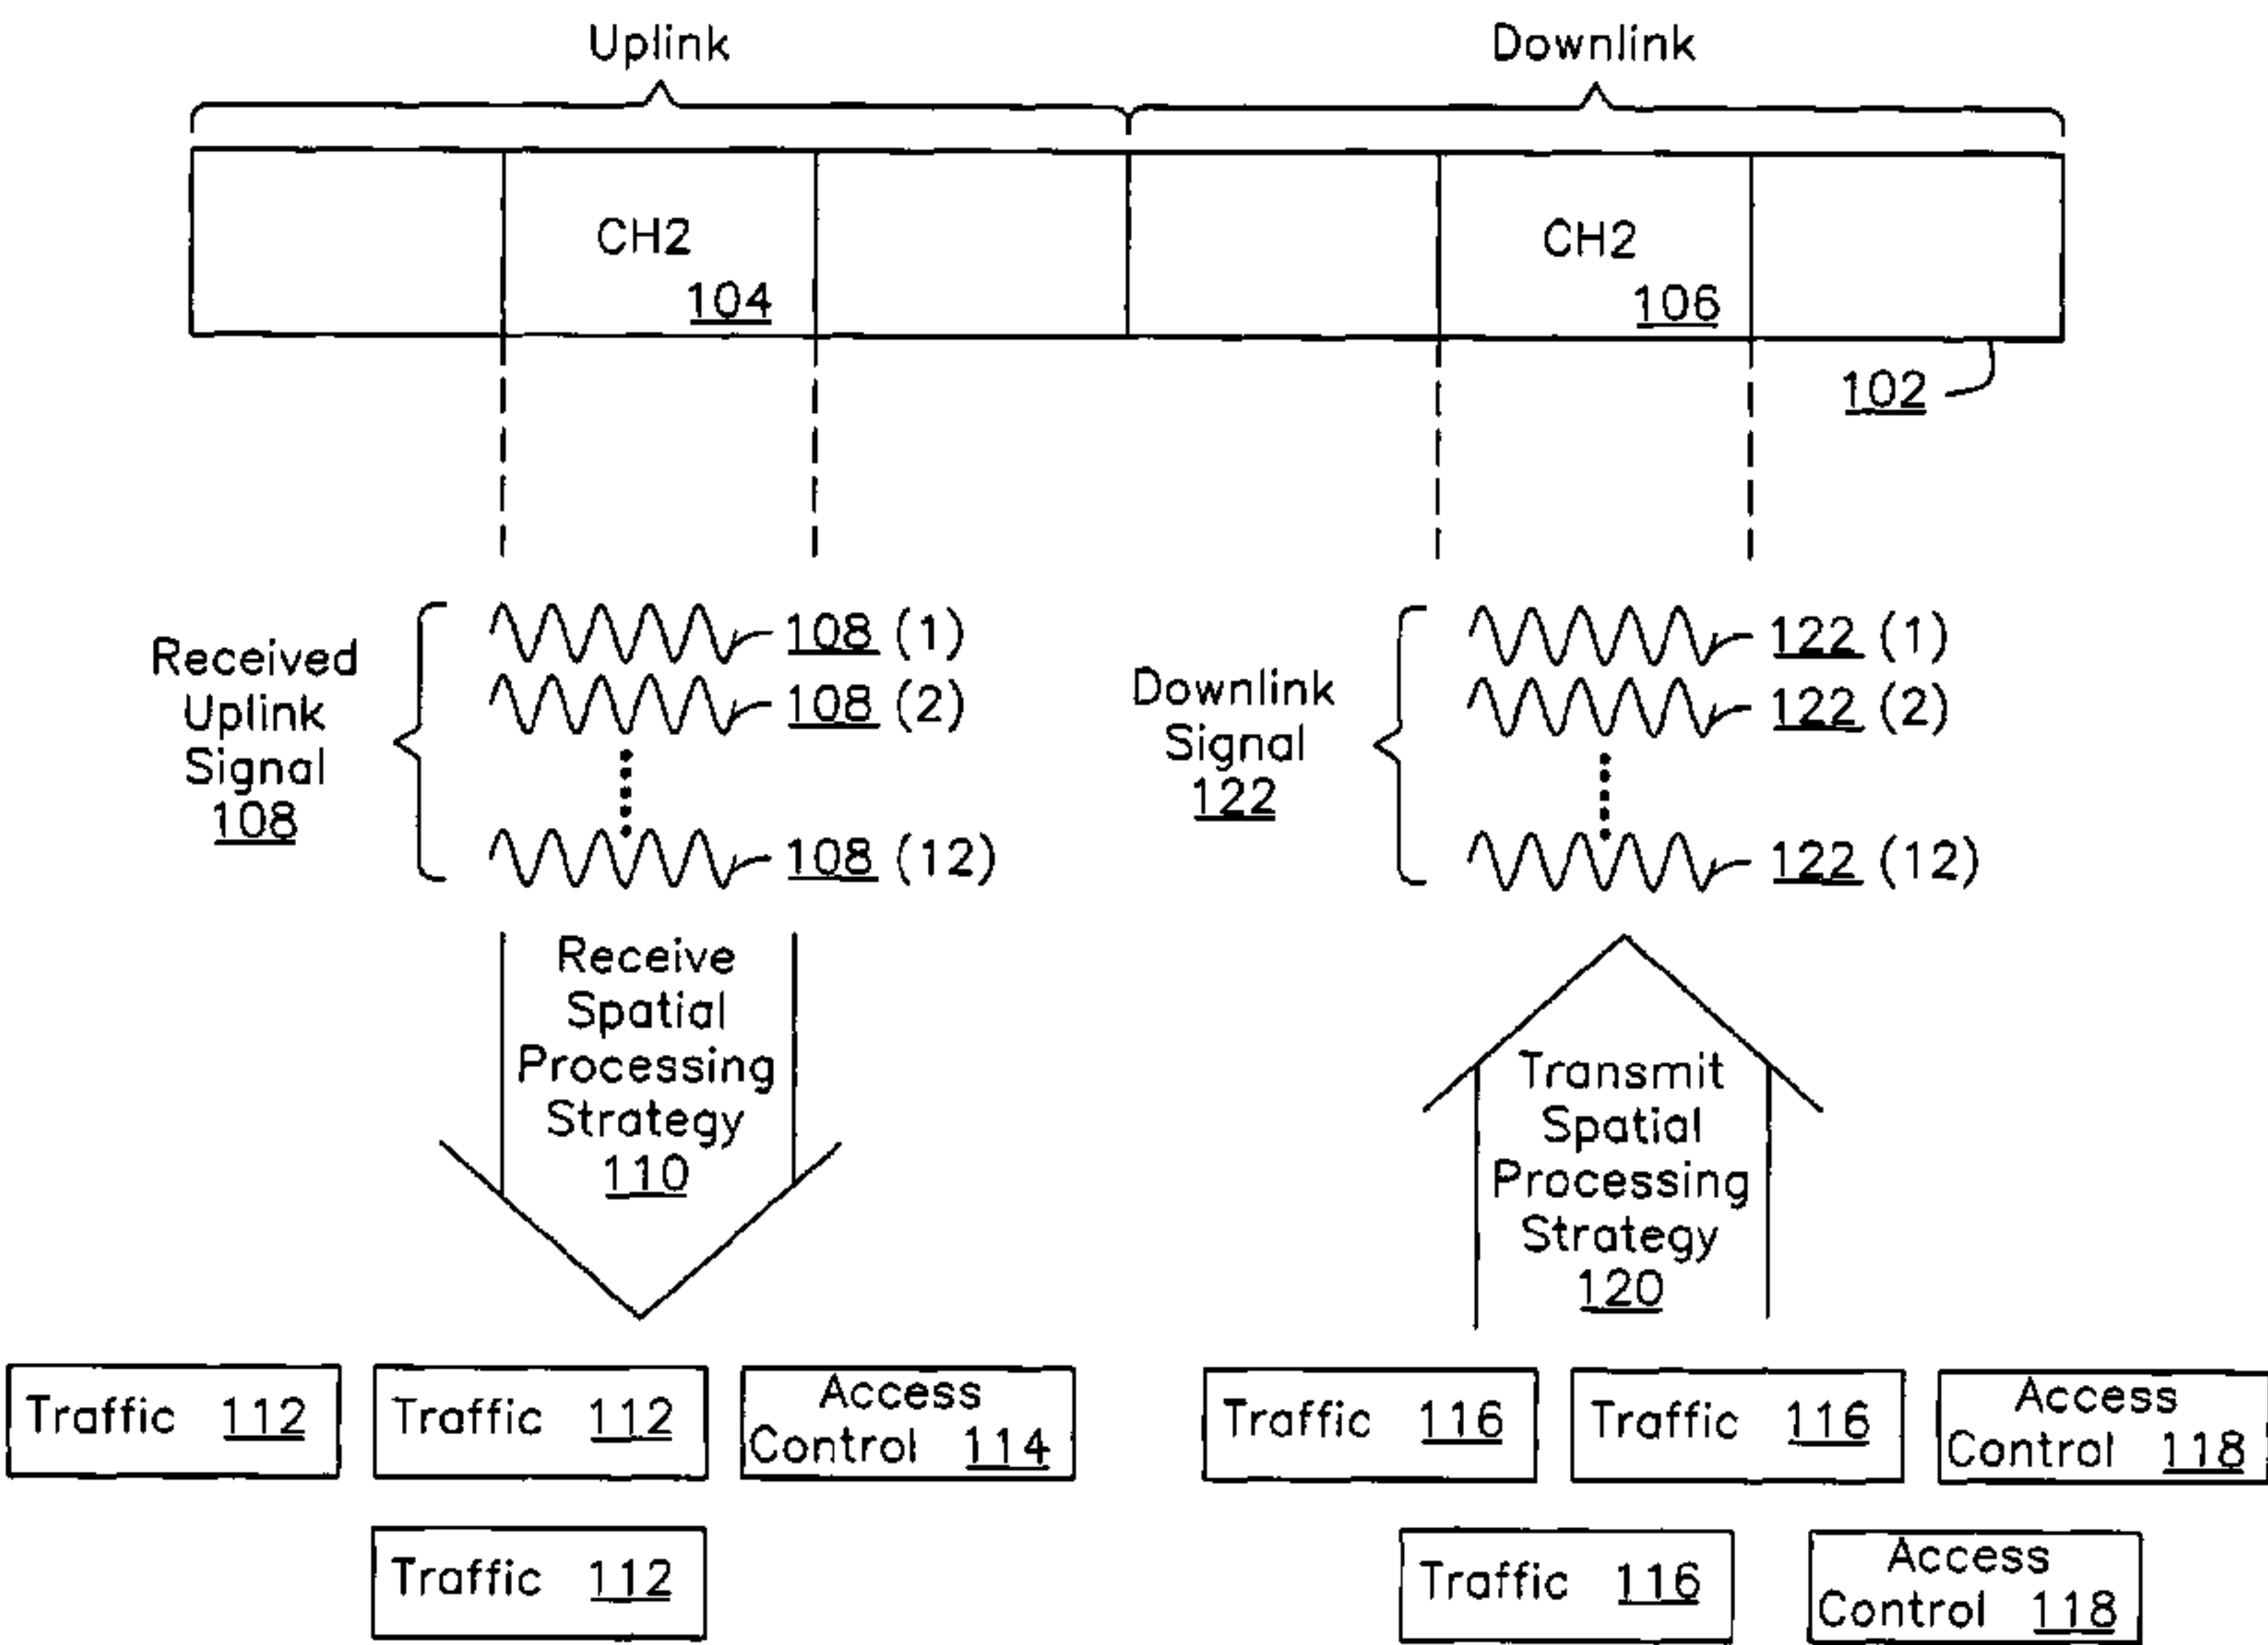 Uplink
Downlink
CH2
104
CH2
106
102
Received
Uplink
Signal
108
108 (1)
108 (2)
108 (12)
Downlink
Signal
122
122 (1)
122 (2)
122 (12)
Receive
Spatial
Processing
Strategy
110
Transmit
Spatial
Processing
Strategy
120
Traffic 112
Traffic 112
Access
Control 114
Traffic 112
Traffic 116
Traffic 116
Access
Control 118
Traffic 116
Access
Control 118